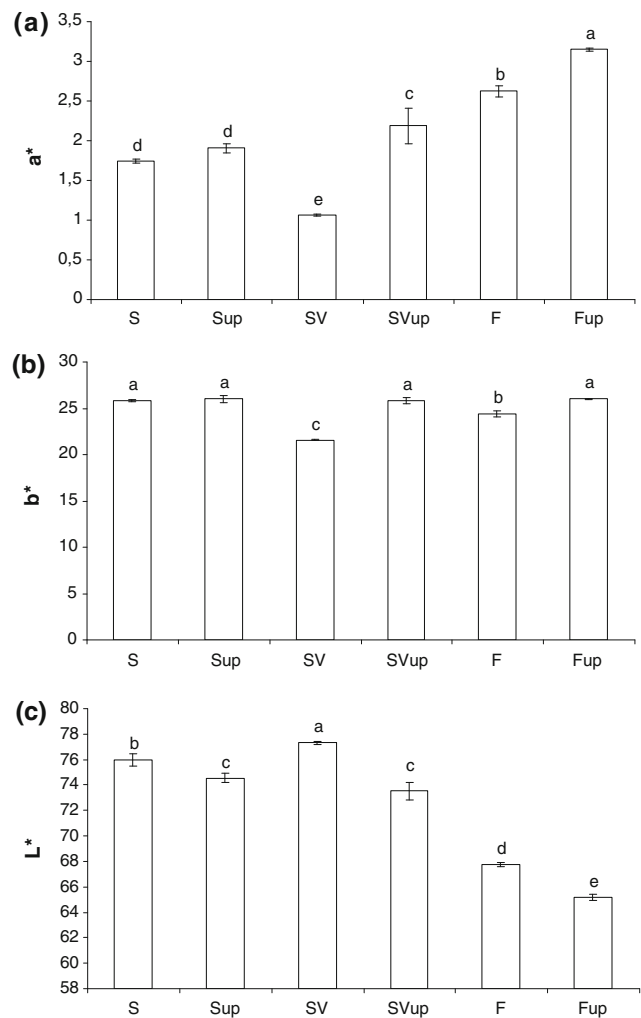 (a)
a*
3,5
3
2,5
2
1,5
1
0,5
0
d
d
e
c
b
a
S Sup SV SVup F Fup
(b)
b*
30
25
20
15
10
5
0
a
a
c
a
b
a
S Sup SV SVup F Fup
(c)
L*
80
78
76
74
72
70
68
66
64
62
60
58
b
c
a
c
d
e
S Sup SV SVup F Fup